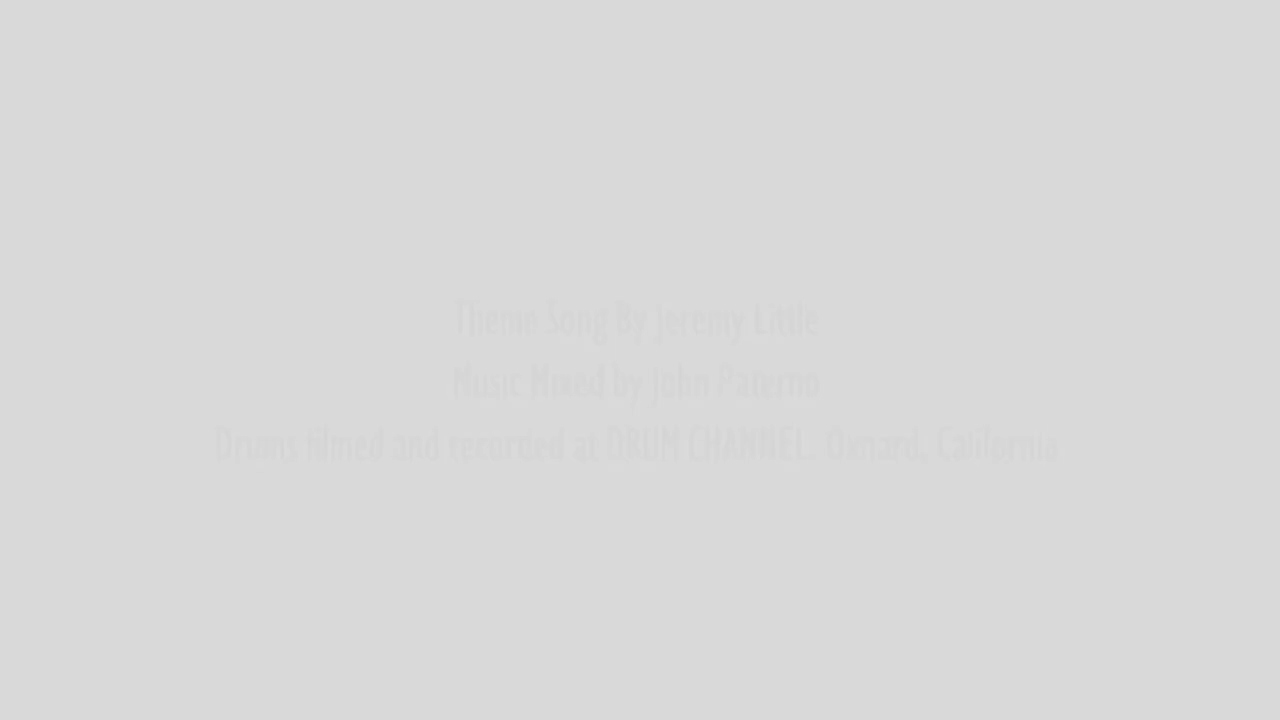 Theme Song By Jeremy Little
Music Mixed by John Paterno
Drums filmed and recorded at DRUM CHANNEL. Oxnard, California